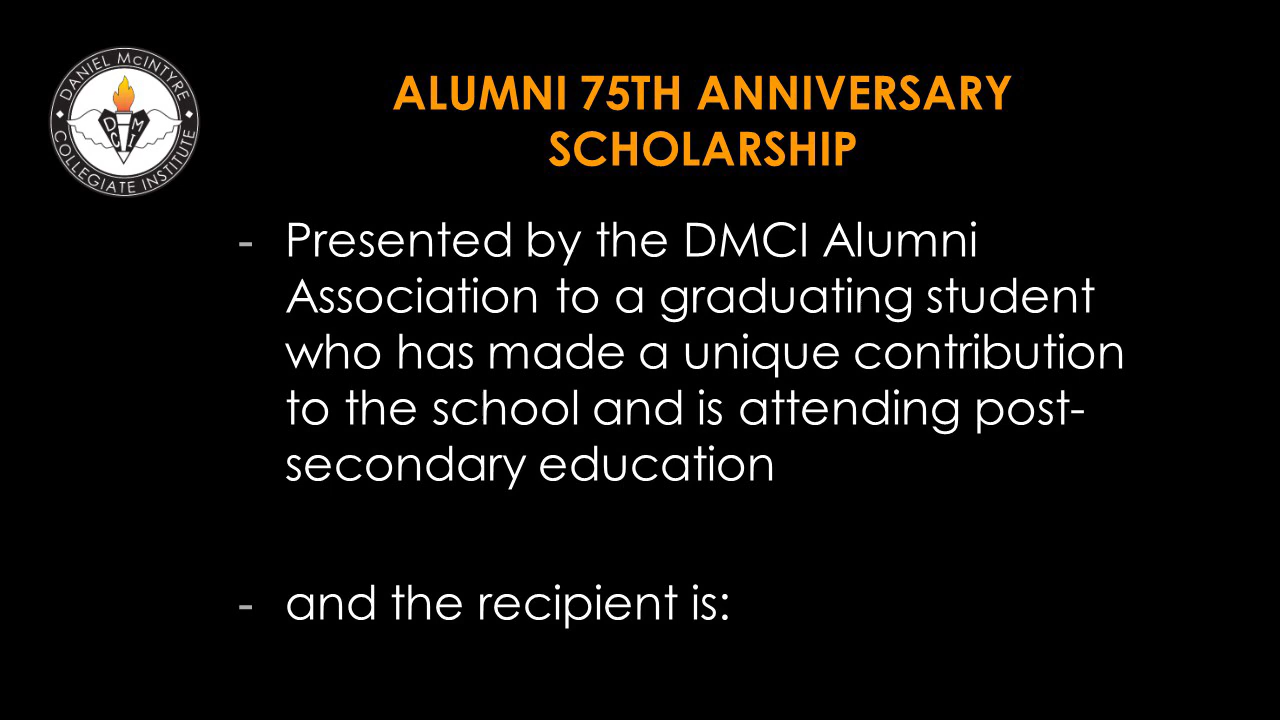 DANIEL McINTYRE
COLLEGIATE INSTITUTE
DMCI
ALUMNI 75TH ANNIVERSARY
SCHOLARSHIP
- Presented by the DMCI Alumni
Association to a graduating student
who has made a unique contribution
to the school and is attending post-
secondary education
- and the recipient is: